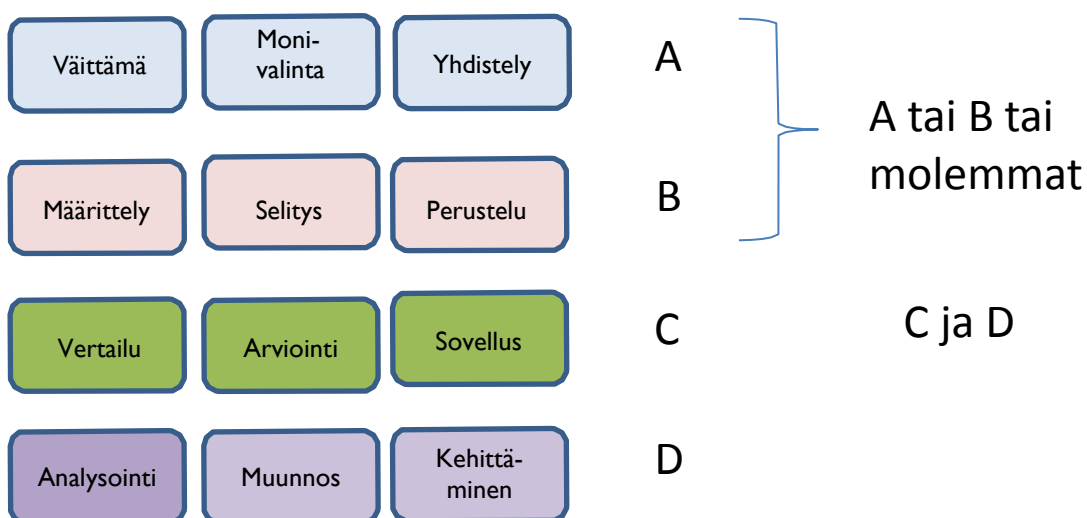 Väittämä
Moni-
valinta
Yhdistely
A
A tai B tai
molemmat
Määrittely
Selitys
Perustelu
B
Vertailu
Arviointi
Sovellus
C
C ja D
Analysointi
Muunnos
Kehittä-
minen
D